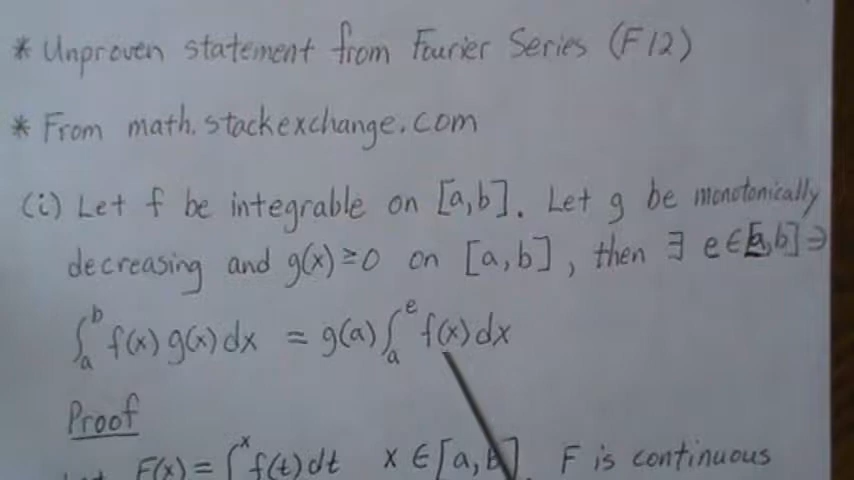 * Unproven statement from Fourier Series (F12)
* From math.stackexchange.com
(i) Let f be integrable on [a,b]. Let g be monotonically
decreasing and g(x) ≥ 0 on [a,b], then ∃ e ∈ [a,b] ∋
∫_a^b f(x) g(x) dx = g(a) ∫_a^e f(x) dx
Proof
F(x) = ∫^x f(t) dt x ∈ [a,b] F is continuous